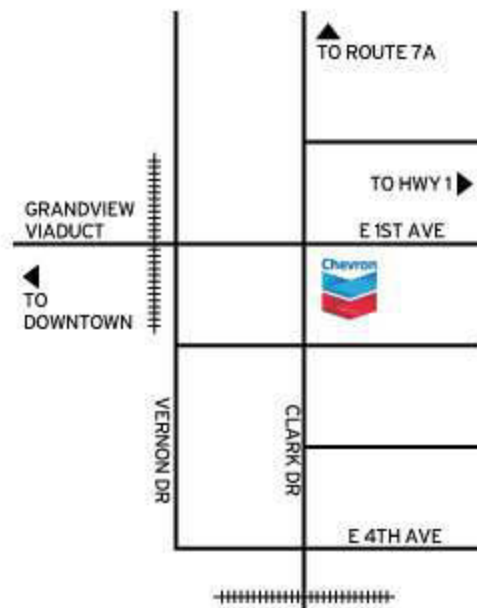 TO ROUTE 7A
TO HWY 1
GRANDVIEW
VIADUCT
E 1ST AVE
Chevron
TO
DOWNTOWN
VERNON DR
CLARK DR
E 4TH AVE